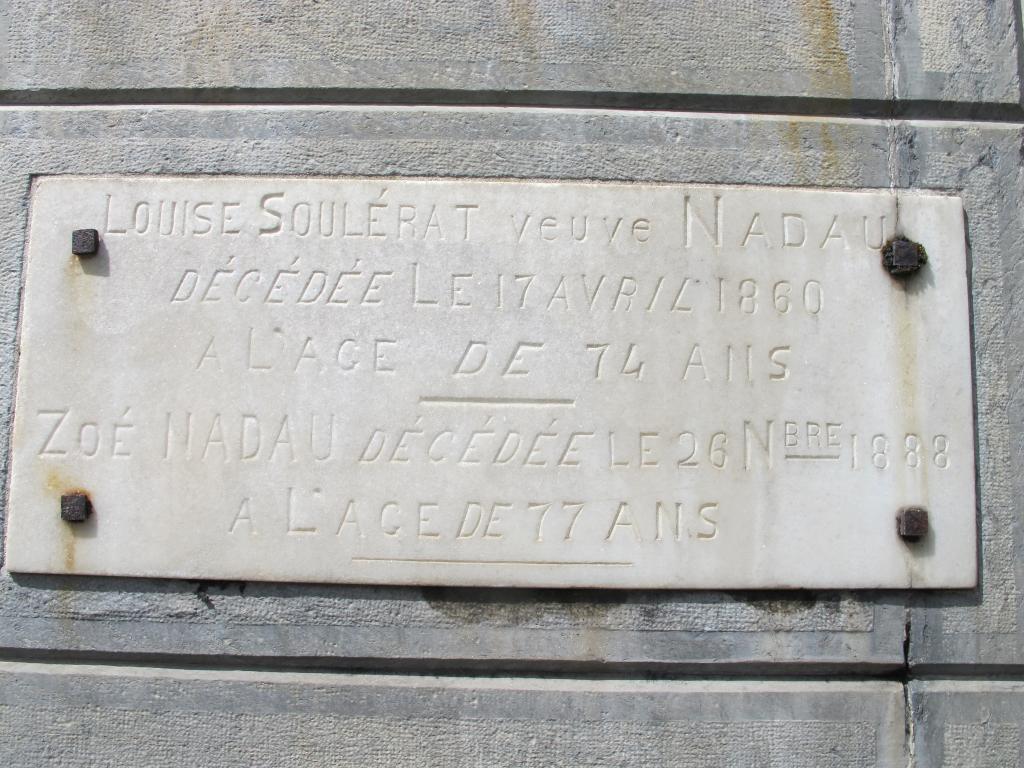 LOUISE SOULÉRAT veuve NADAU
DÉCÉDÉE LE 17 AVRIL 1860
A L'AGE DE 74 ANS
ZOÉ NADAU DÉCÉDÉE LE 26 NBRE 1888
A L'AGE DE 77 ANS